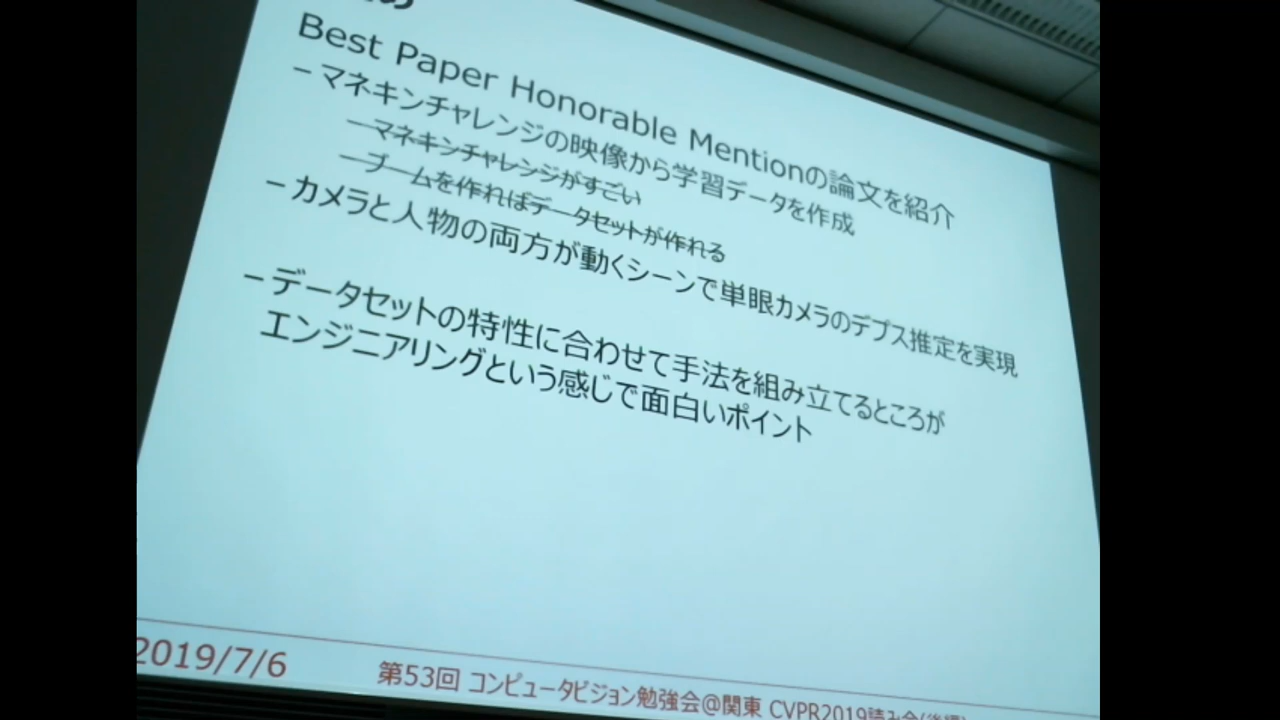 Best Paper Honorable Mentionの論文を紹介
－マネキンチャレンジの映像から学習データを作成
－マネキンチャレンジがすごい
－ブームを作ればデータセットが作れる
－カメラと人物の両方が動くシーンで単眼カメラのデプス推定を実現
－データセットの特性に合わせて手法を組み立てるところが
エンジニアリングという感じで面白いポイント
2019/7/6
第53回 コンピュータビジョン勉強会@関東 CVPR2019読み会(後編)